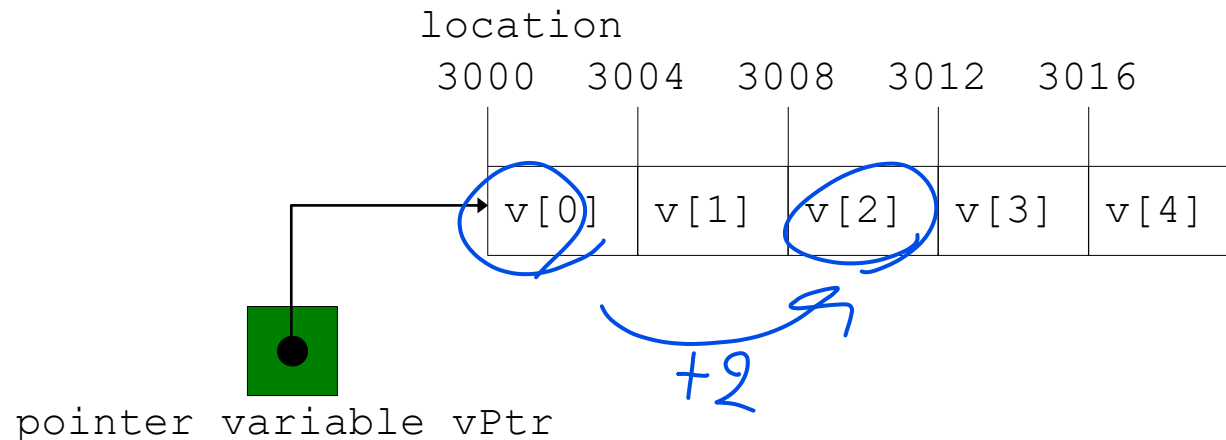 location
3000 3004 3008 3012 3016
v[0] v[1] v[2] v[3] v[4]
+2
pointer variable vPtr